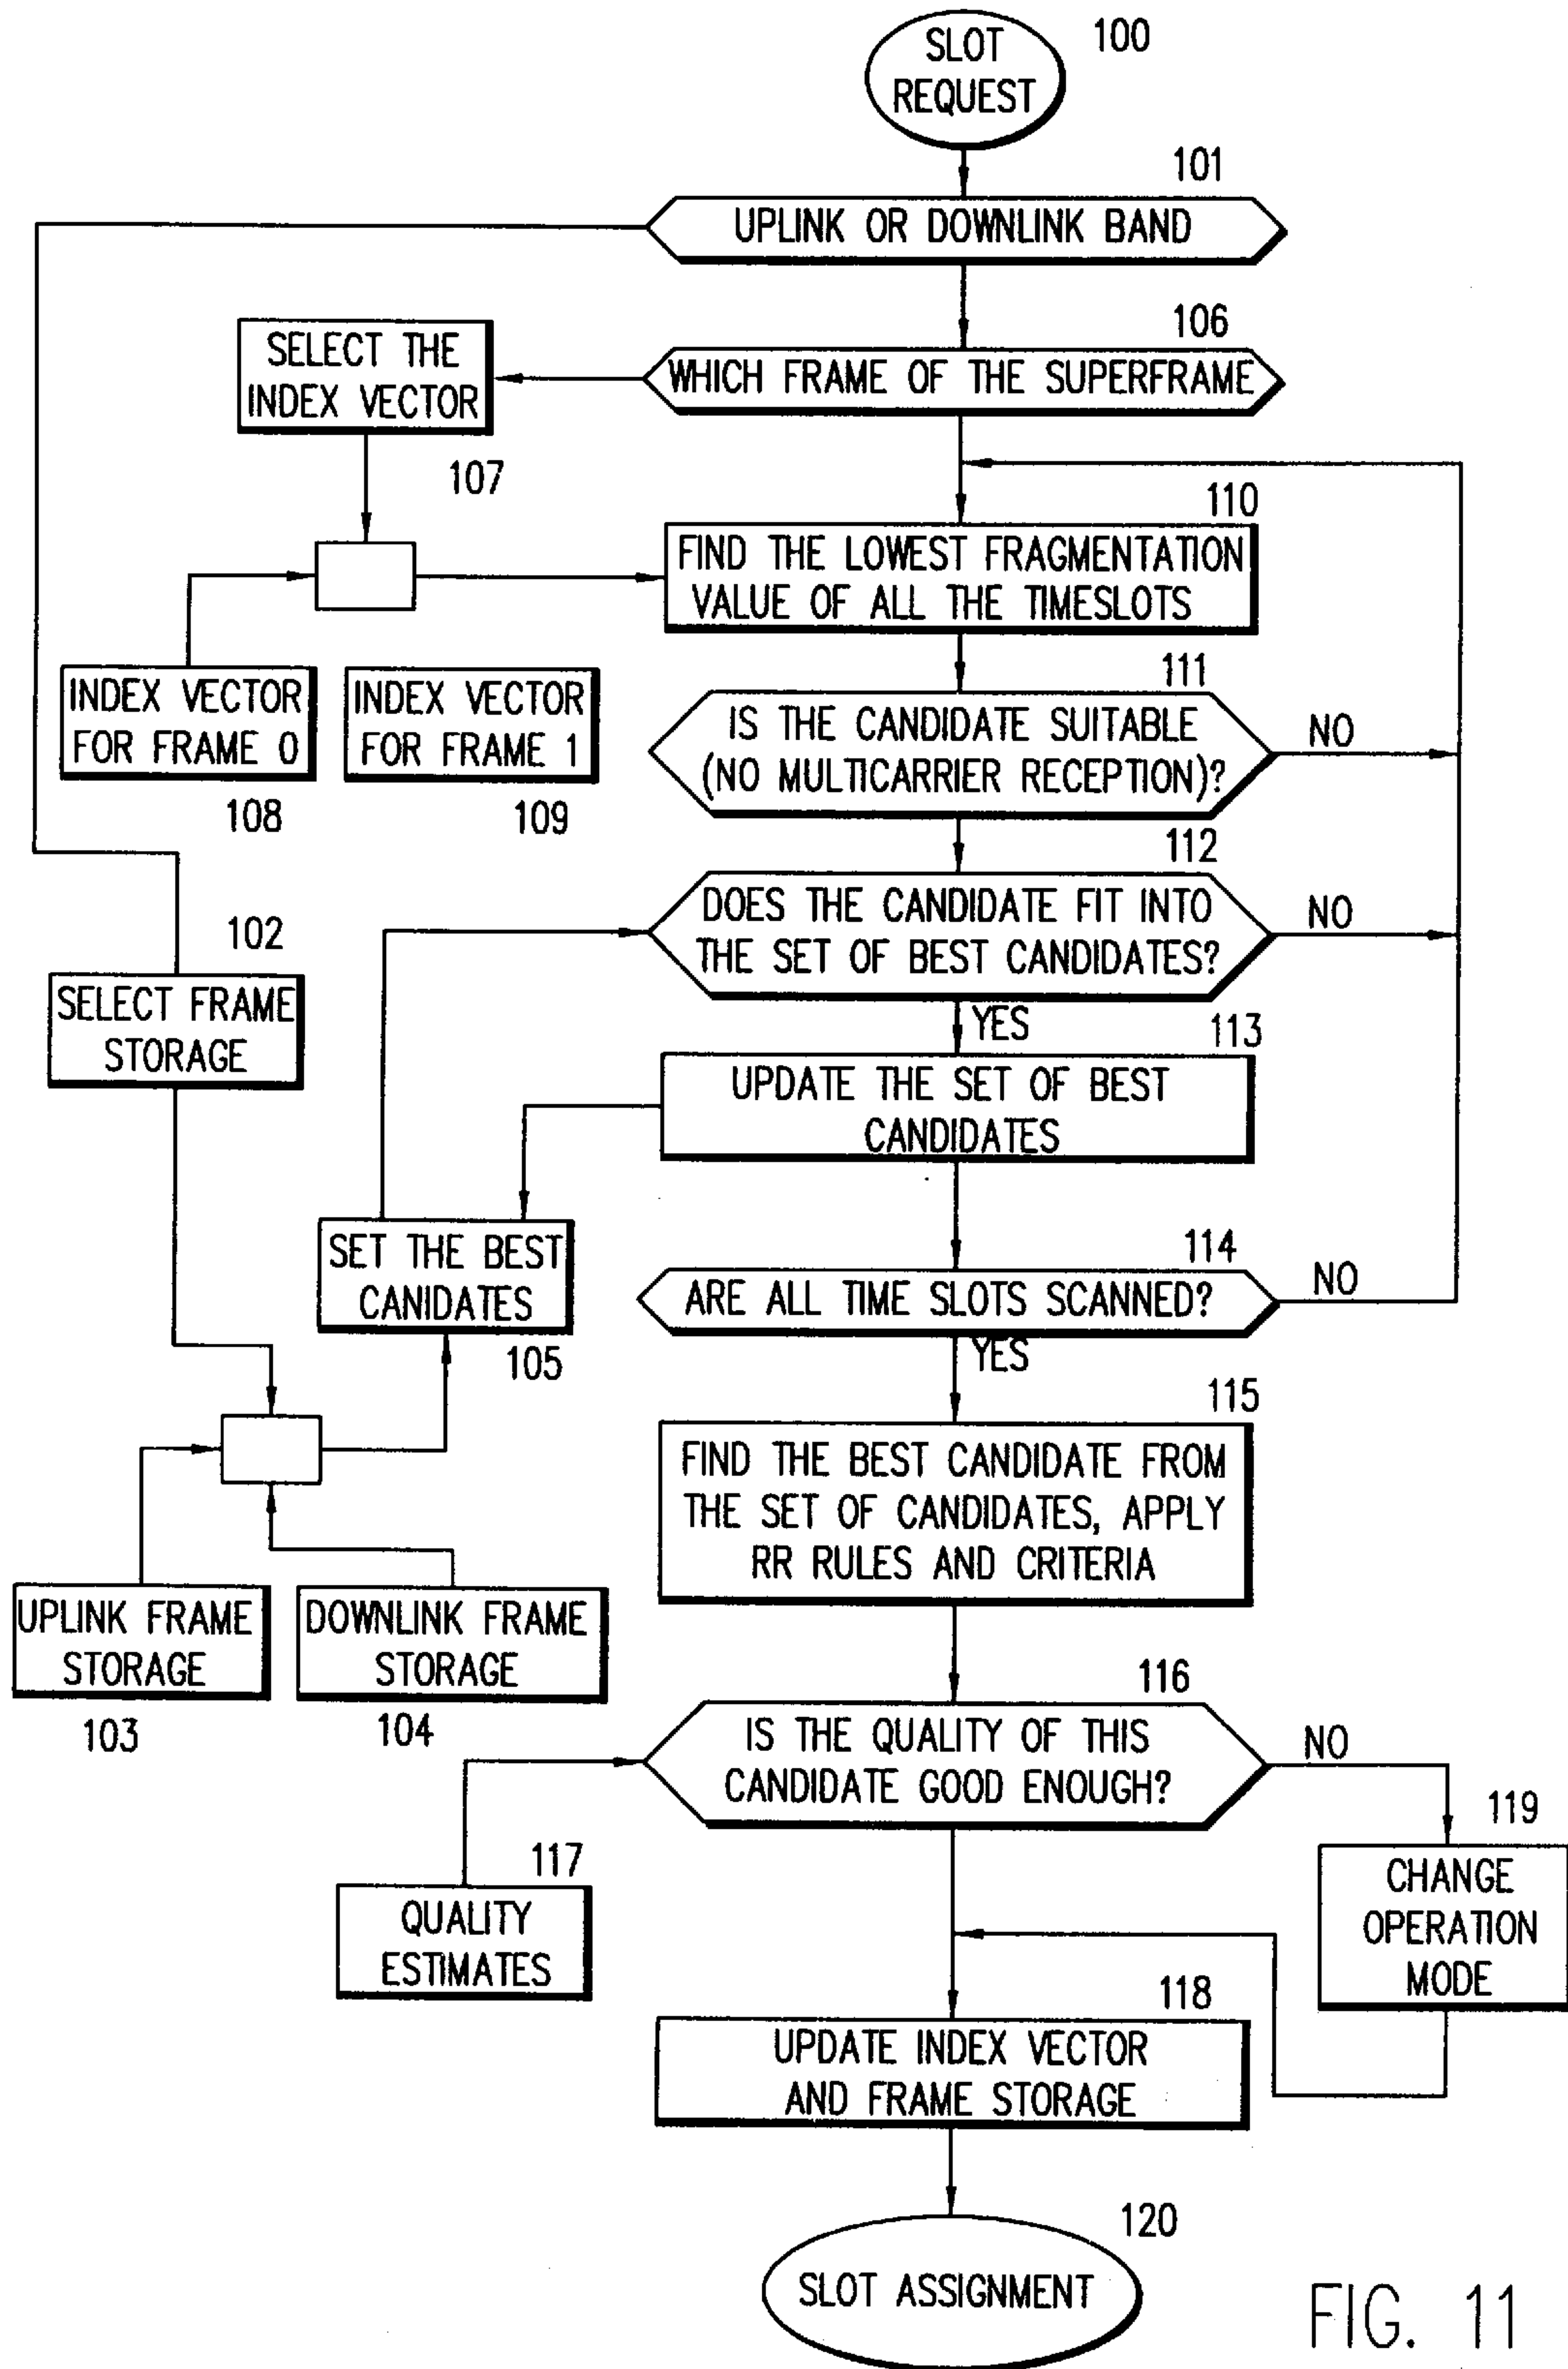 SLOT
REQUEST
100
101
UPLINK OR DOWNLINK BAND
106
SELECT THE
INDEX VECTOR
WHICH FRAME OF THE SUPERFRAME
107
110
FIND THE LOWEST FRAGMENTATION
VALUE OF ALL THE TIMESLOTS
INDEX VECTOR
FOR FRAME 0
INDEX VECTOR
FOR FRAME 1
108
109
111
IS THE CANDIDATE SUITABLE
(NO MULTICARRIER RECEPTION)?
NO
112
DOES THE CANDIDATE FIT INTO
THE SET OF BEST CANDIDATES?
NO
102
SELECT FRAME
STORAGE
YES
113
UPDATE THE SET OF BEST
CANDIDATES
SET THE BEST
CANIDATES
105
114
ARE ALL TIME SLOTS SCANNED?
NO
YES
115
FIND THE BEST CANDIDATE FROM
THE SET OF CANDIDATES, APPLY
RR RULES AND CRITERIA
UPLINK FRAME
STORAGE
DOWNLINK FRAME
STORAGE
103
104
116
IS THE QUALITY OF THIS
CANDIDATE GOOD ENOUGH?
NO
117
QUALITY
ESTIMATES
119
CHANGE
OPERATION
MODE
118
UPDATE INDEX VECTOR
AND FRAME STORAGE
120
SLOT ASSIGNMENT
FIG. 11